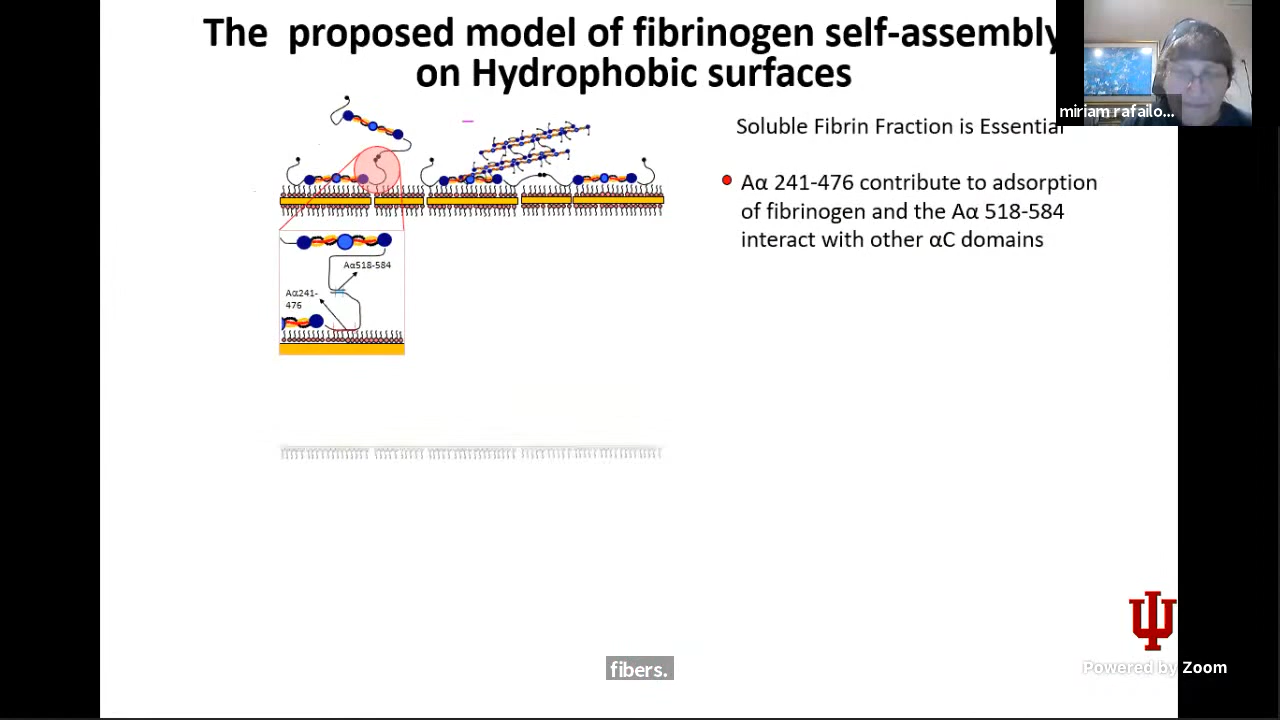 The proposed model of fibrinogen self-assembly
on Hydrophobic surfaces
miriam rafailo...
Soluble Fibrin Fraction is Essential
Aα 241-476 contribute to adsorption
of fibrinogen and the Aα 518-584
interact with other αC domains
Aα518-584
Aα241-
476
fibers.
Powered by Zoom